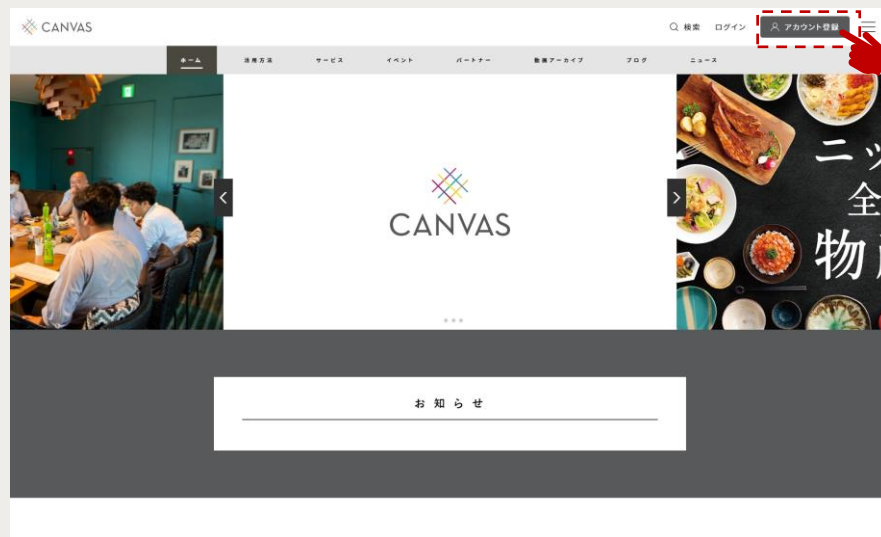 CANVAS
検索
ログイン
アカウント登録
ホーム
活用方法
サービス
イベント
パートナー
動画アーカイブ
ブログ
ニュース
CANVAS
ニッ
全
物
お知らせ